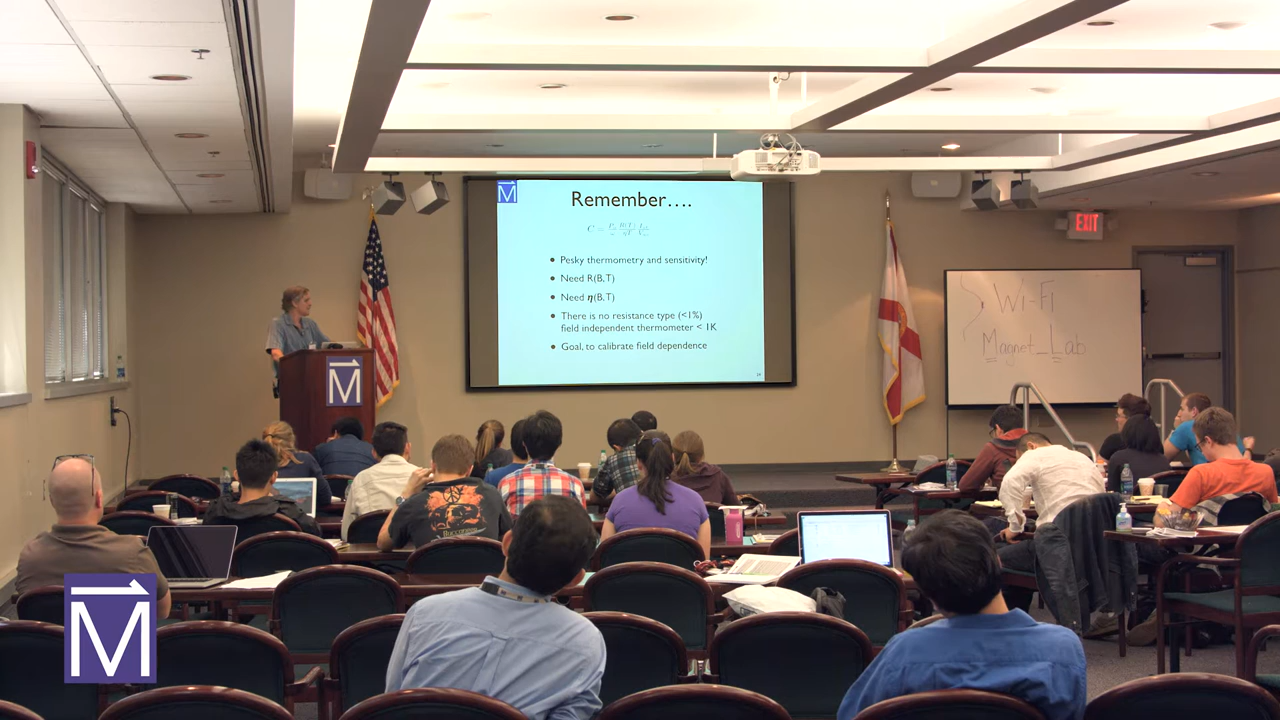 M
Remember....
Pesky thermometry and sensitivity!
Need R(B,T)
Need η(B,T)
There is no resistance type (<1%)
field independent thermometer < 1K
Goal, to calibrate field dependence
EXIT
Wi-Fi
Magnet_Lab
M
M